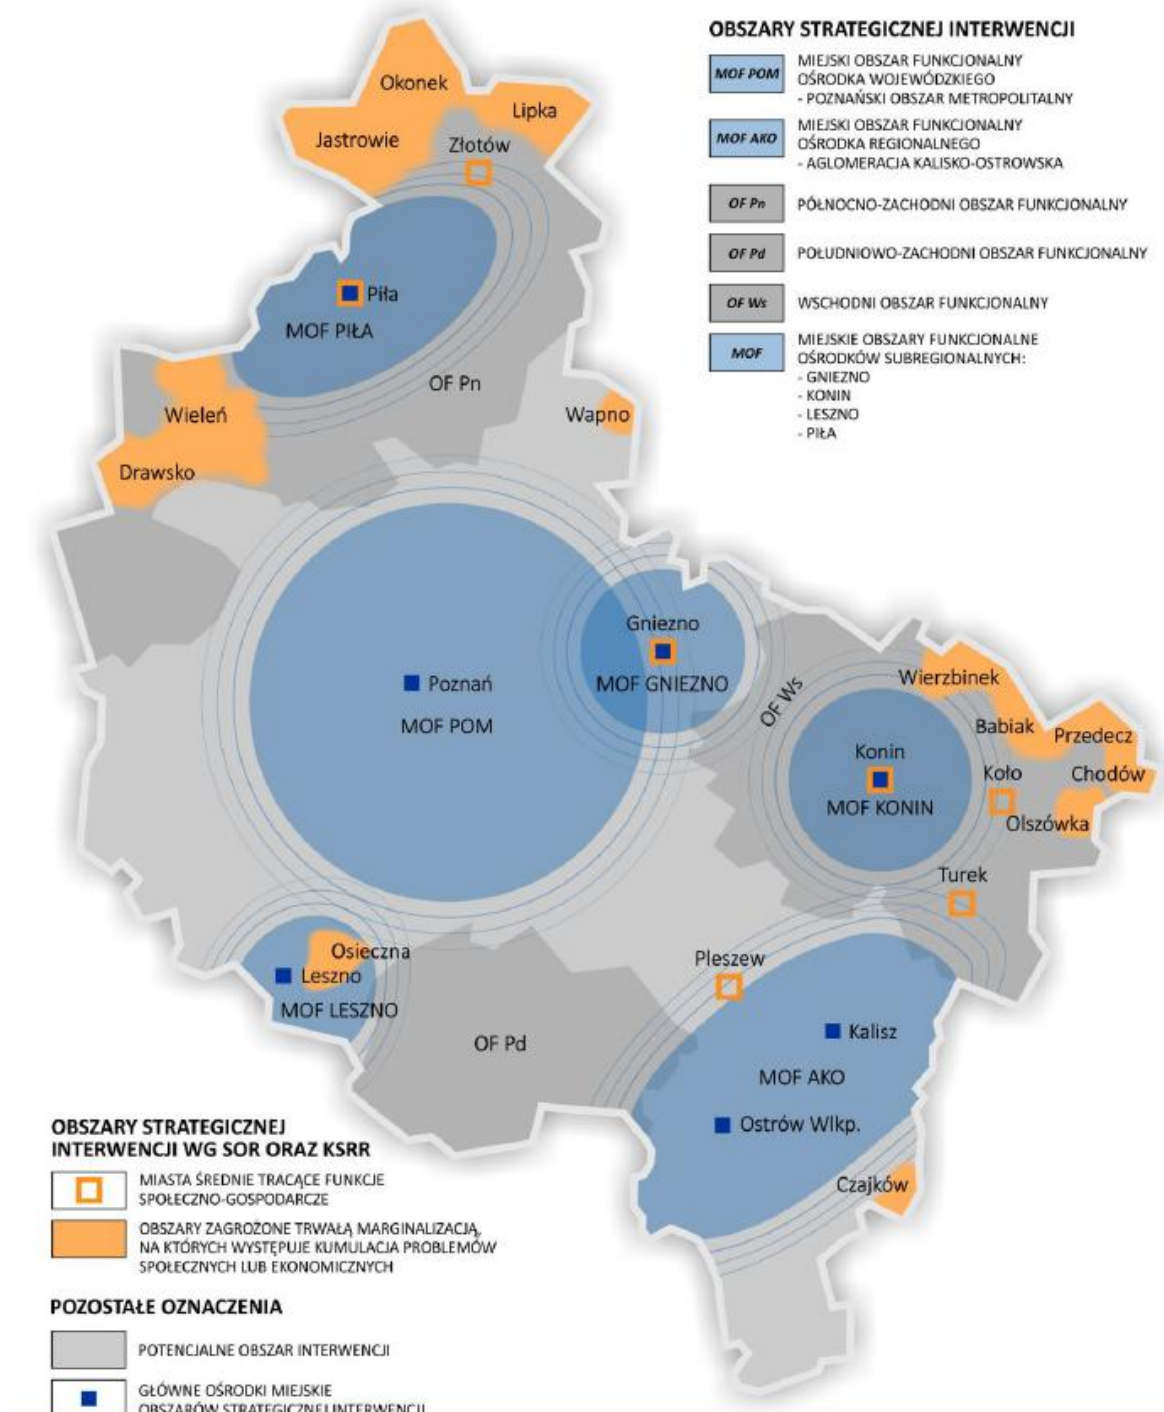 OBSZARY STRATEGICZNEJ INTERWENCJI
MOF POM
MIEJSKI OBSZAR FUNKCJONALNY
OŚRODKA WOJEWÓDZKIEGO
- POZNAŃSKI OBSZAR METROPOLITALNY
MOF AKO
MIEJSKI OBSZAR FUNKCJONALNY
OŚRODKA REGIONALNEGO
- AGLOMERACJA KALISKO-OSTROWSKA
OF Pn
PÓŁNOCNO-ZACHODNI OBSZAR FUNKCJONALNY
OF Pd
POŁUDNIOWO-ZACHODNI OBSZAR FUNKCJONALNY
OF Ws
WSCHODNI OBSZAR FUNKCJONALNY
MOF
MIEJSKIE OBSZARY FUNKCJONALNE
OŚRODKÓW SUBREGIONALNYCH:
- GNIEZNO
- KONIN
- LESZNO
- PIŁA
Okonek
Lipka
Jastrowie
Złotów
Piła
MOF PIŁA
OF Pn
Wieleń
Wapno
Drawsko
Gniezno
MOF GNIEZNO
Poznań
MOF POM
OF Ws
Wierzbinek
Babiak
Przedecz
Konin
MOF KONIN
Koło
Chodów
Olszówka
Turek
Osieczna
Leszno
MOF LESZNO
Pleszew
OF Pd
Kalisz
MOF AKO
Ostrów Wlkp.
Czajków
OBSZARY STRATEGICZNEJ
INTERWENCJI WG SOR ORAZ KSRR
MIASTA ŚREDNIE TRACĄCE FUNKCJE
SPOŁECZNO-GOSPODARCZE
OBSZARY ZAGROŻONE TRWAŁĄ MARGINALIZACJĄ,
NA KTÓRYCH WYSTĘPUJE KUMULACJA PROBLEMÓW
SPOŁECZNYCH LUB EKONOMICZNYCH
POZOSTAŁE OZNACZENIA
POTENCJALNE OBSZAR INTERWENCJI
GŁÓWNE OŚRODKI MIEJSKIE
OBSZARÓW STRATEGICZNEJ INTERWENCJI